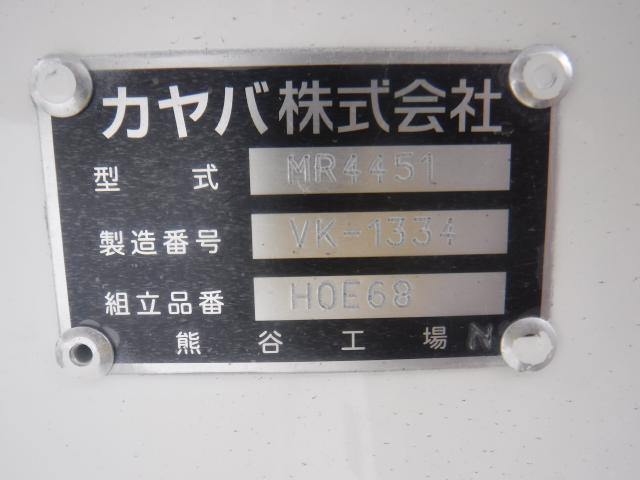 カヤバ株式会社
型式 MR4451
製造番号 VK-1334
組立品番 H0E68
熊谷工場 N